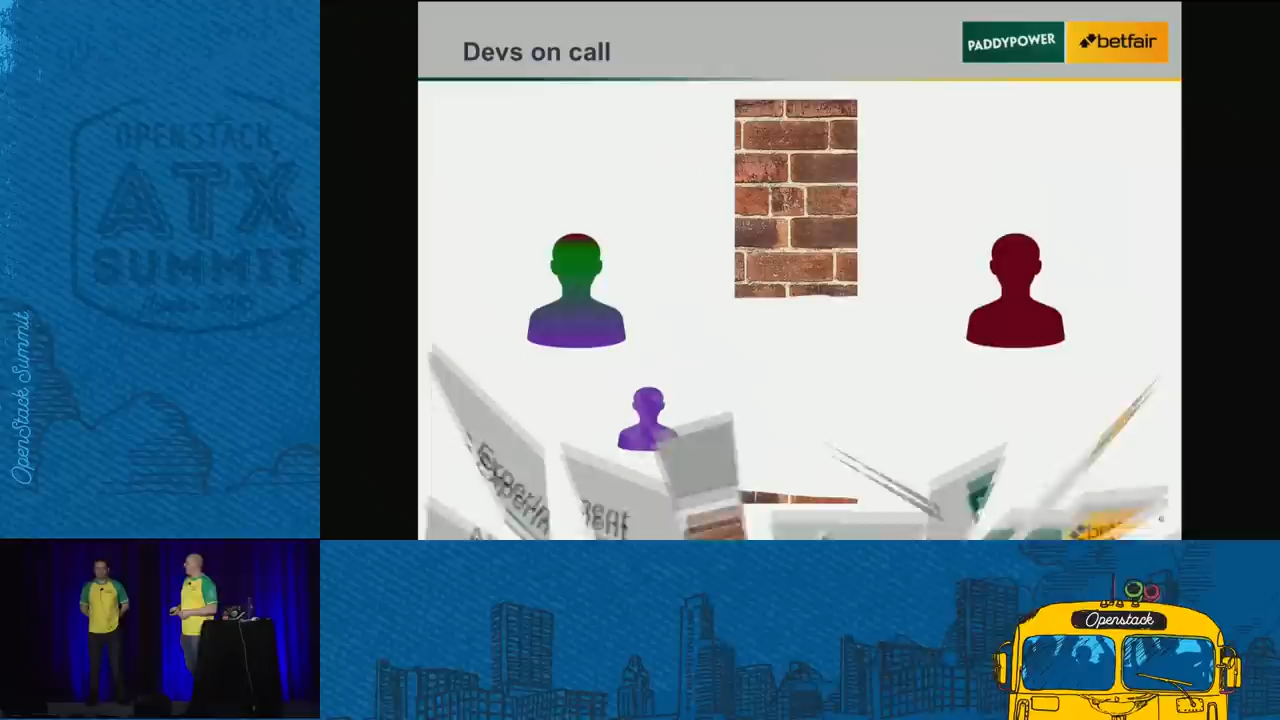 Devs on call
PADDYPOWER
betfair
OPENSTACK
ATX
SUMMIT
OpenStack Summit
Openstack